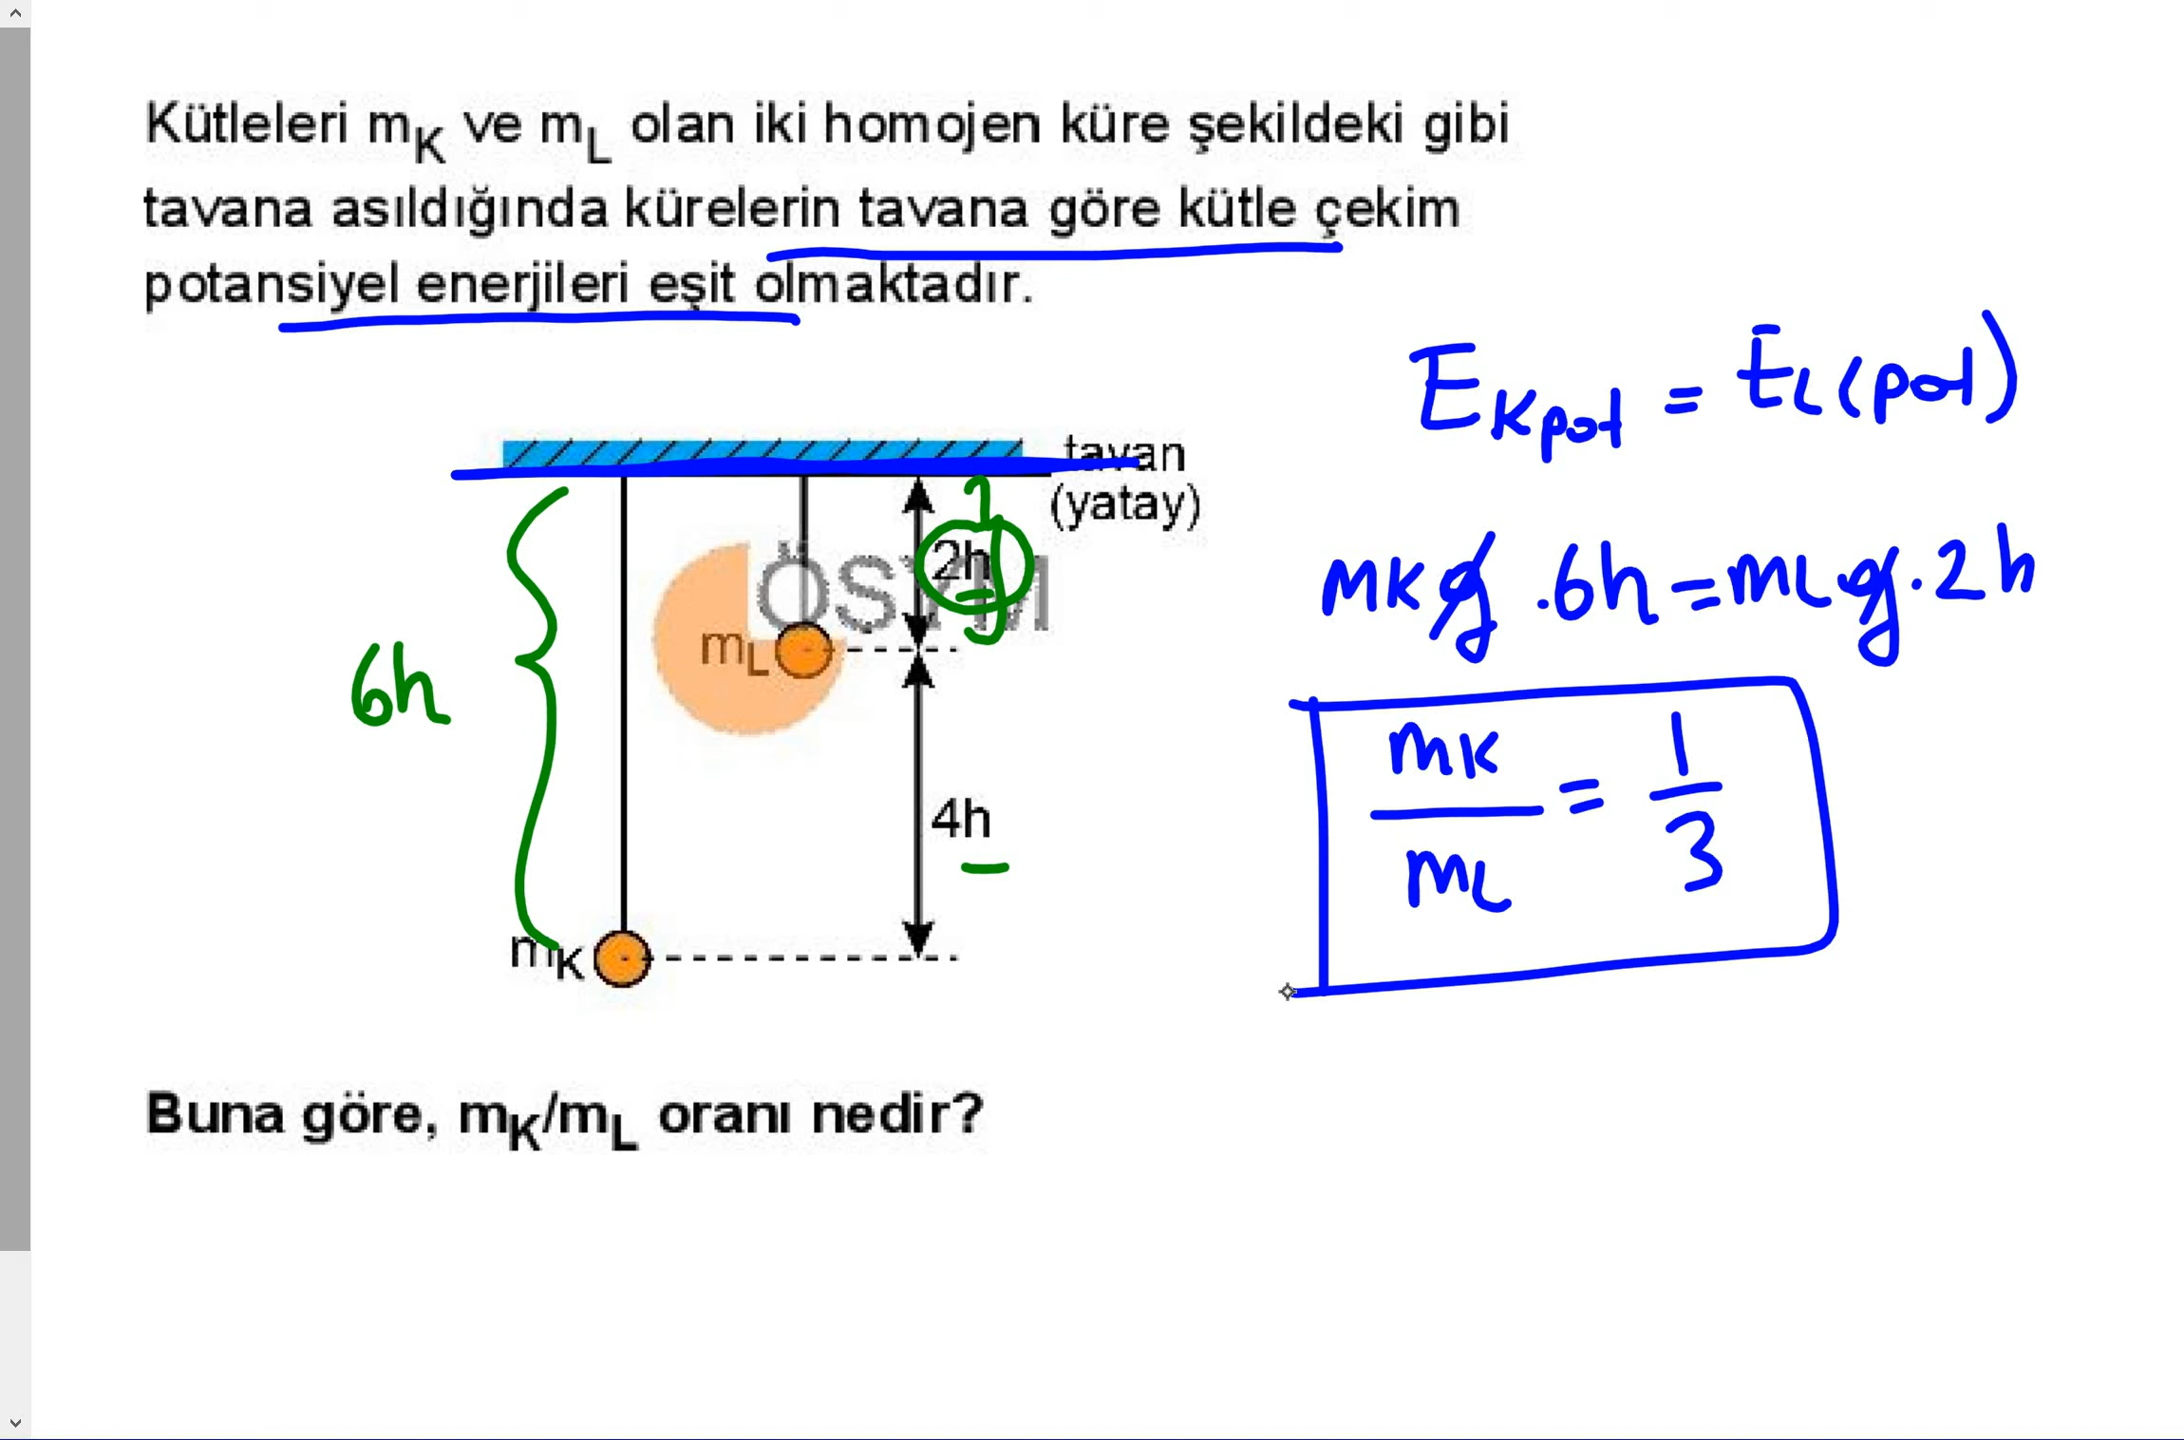 Kütleleri mK ve mL olan iki homojen küre şekildeki gibi
tavana asıldığında kürelerin tavana göre kütle çekim
potansiyel enerjileri eşit olmaktadır.
EKpot = EL(pot)
tavan
(yatay)
2h
ÖSYM
mKg .6h = mLg.2h
mL
6h
mK/mL = 1/3
4h
mK
Buna göre, mK/mL oranı nedir?